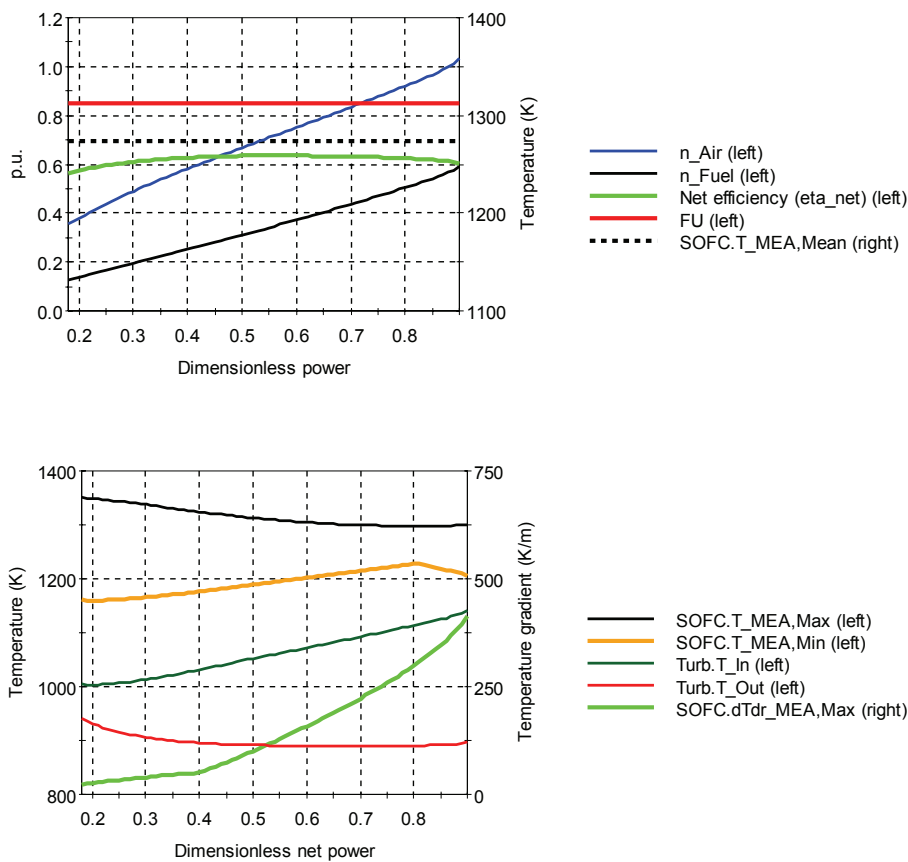 1.2
1.0
0.8
0.6
0.4
0.2
0.0
p.u.
1400
1300
1200
1100
Temperature (K)
0.2 0.3 0.4 0.5 0.6 0.7 0.8
Dimensionless power
n_Air (left)
n_Fuel (left)
Net efficiency (eta_net) (left)
FU (left)
SOFC.T_MEA,Mean (right)
1400
1200
1000
800
Temperature (K)
750
500
250
0
Temperature gradient (K/m)
0.2 0.3 0.4 0.5 0.6 0.7 0.8
Dimensionless net power
SOFC.T_MEA,Max (left)
SOFC.T_MEA,Min (left)
Turb.T_In (left)
Turb.T_Out (left)
SOFC.dTdr_MEA,Max (right)